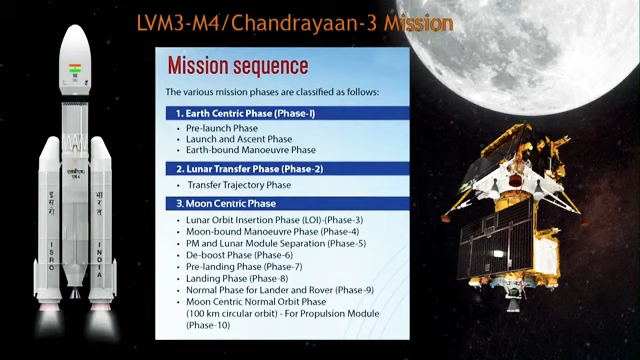 LVM3-M4/Chandrayaan-3 Mission
Mission sequence
The various mission phases are classified as follows:
1. Earth Centric Phase (Phase-I)
• Pre-launch Phase
• Launch and Ascent Phase
• Earth-bound Manoeuvre Phase
2. Lunar Transfer Phase (Phase-2)
• Transfer Trajectory Phase
3. Moon Centric Phase
• Lunar Orbit Insertion Phase (LOI)-(Phase-3)
• Moon-bound Manoeuvre Phase (Phase-4)
• PM and Lunar Module Separation (Phase-5)
• De-boost Phase (Phase-6)
• Pre-landing Phase (Phase-7)
• Landing Phase (Phase-8)
• Normal Phase for Lander and Rover (Phase-9)
• Moon Centric Normal Orbit Phase
(100 km circular orbit) - For Propulsion Module
(Phase-10)
इसरो
भारत
ISRO
INDIA